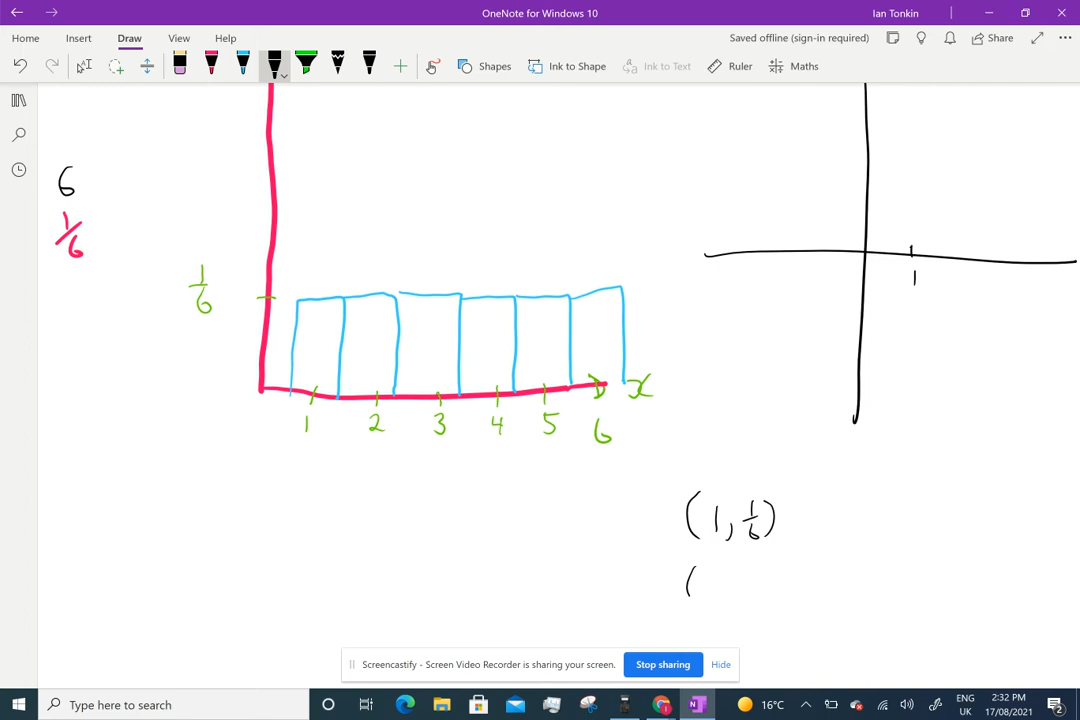 OneNote for Windows 10
Ian Tonkin
Home Insert Draw View Help
Saved offline (sign-in required)
Share
Ink to Shape
Shapes
Ink to Text
Ruler
Maths
6
1/6
1/6
1 2 3 4 5 6
x
1
(1, 1/6)
(
Screencastify - Screen Video Recorder is sharing your screen.
Stop sharing
Hide
Type here to search
16°C
ENG
UK
2:32 PM
17/08/2021
2